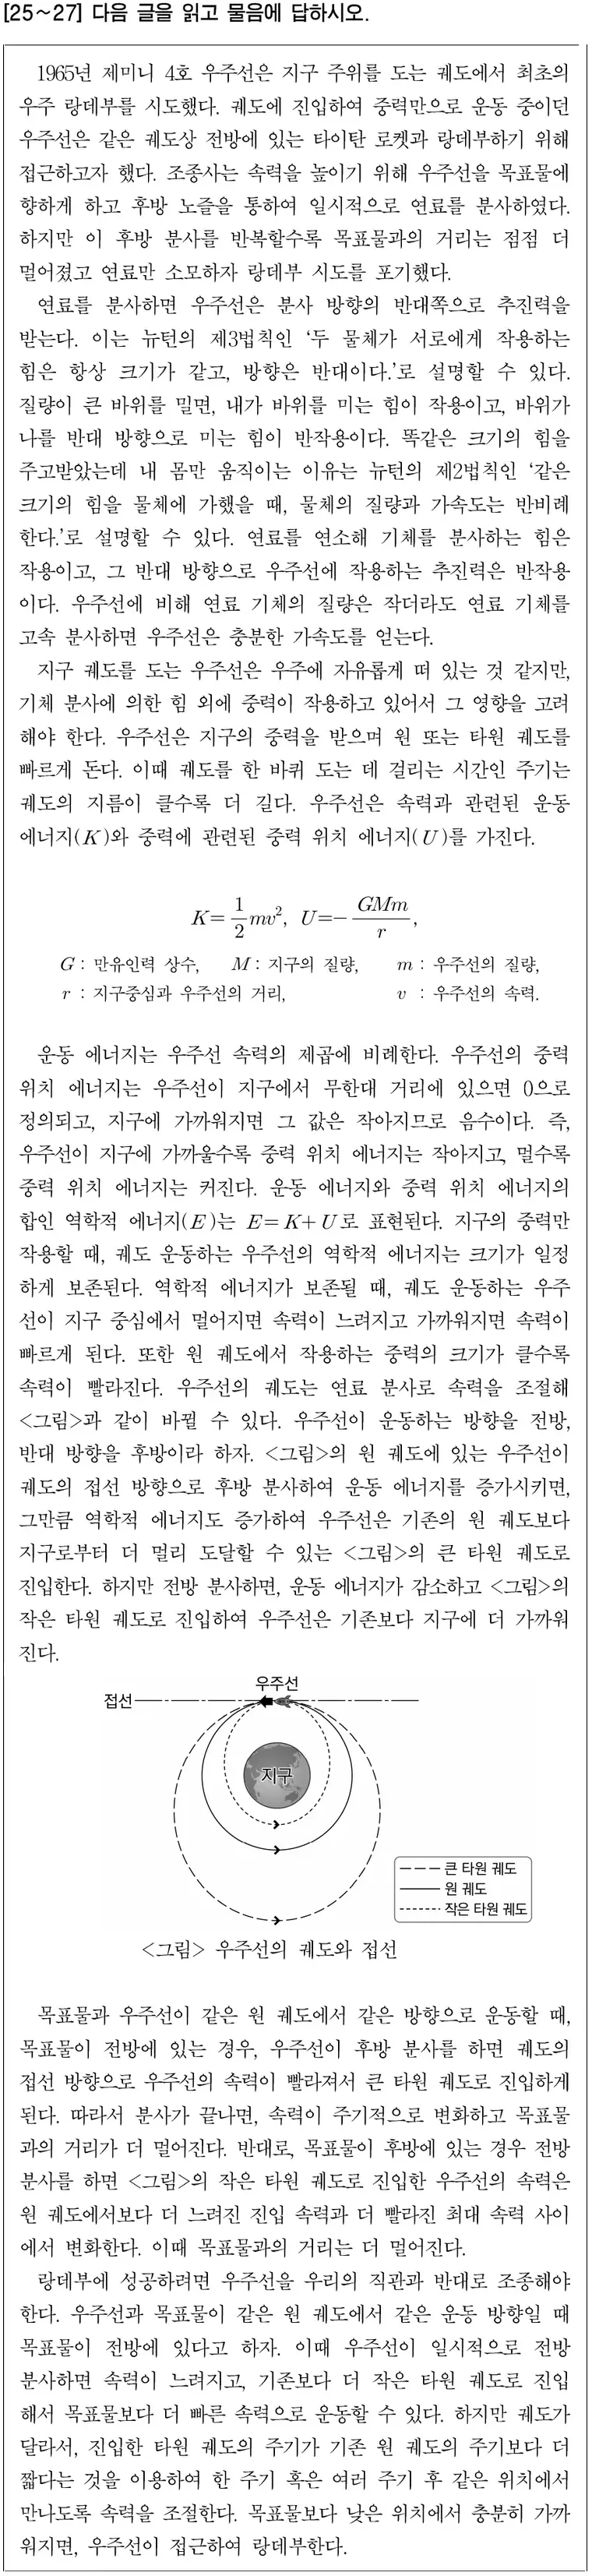 [25~27] 다음 글을 읽고 물음에 답하시오.
1965년 제미니 4호 우주선은 지구 주위를 도는 궤도에서 최초의
우주 랑데부를 시도했다. 궤도에 진입하여 중력만으로 운동 중이던
우주선은 같은 궤도상 전방에 있는 타이탄 로켓과 랑데부하기 위해
접근하고자 했다. 조종사는 속력을 높이기 위해 우주선을 목표물에
향하게 하고 후방 노즐을 통하여 일시적으로 연료를 분사하였다.
하지만 이 후방 분사를 반복할수록 목표물과의 거리는 점점 더
멀어졌고 연료만 소모하자 랑데부 시도를 포기했다.
연료를 분사하면 우주선은 분사 방향의 반대쪽으로 추진력을
받는다. 이는 뉴턴의 제3법칙인 ‘두 물체가 서로에게 작용하는
힘은 항상 크기가 같고, 방향은 반대이다.’로 설명할 수 있다.
질량이 큰 바위를 밀면, 내가 바위를 미는 힘이 작용이고, 바위가
나를 반대 방향으로 미는 힘이 반작용이다. 똑같은 크기의 힘을
주고받았는데 내 몸만 움직이는 이유는 뉴턴의 제2법칙인 ‘같은
크기의 힘을 물체에 가했을 때, 물체의 질량과 가속도는 반비례
한다.’로 설명할 수 있다. 연료를 연소해 기체를 분사하는 힘은
작용이고, 그 반대 방향으로 우주선에 작용하는 추진력은 반작용
이다. 우주선에 비해 연료 기체의 질량은 작더라도 연료 기체를
고속 분사하면 우주선은 충분한 가속도를 얻는다.
지구 궤도를 도는 우주선은 우주에 자유롭게 떠 있는 것 같지만,
기체 분사에 의한 힘 외에 중력이 작용하고 있어서 그 영향을 고려
해야 한다. 우주선은 지구의 중력을 받으며 원 또는 타원 궤도를
빠르게 돈다. 이때 궤도를 한 바퀴 도는 데 걸리는 시간인 주기는
궤도의 지름이 클수록 더 길다. 우주선은 속력과 관련된 운동
에너지(K)와 중력에 관련된 중력 위치 에너지(U)를 가진다.
K=1/2mv², U=−GMm/r,
G : 만유인력 상수, M : 지구의 질량, m : 우주선의 질량,
r : 지구중심과 우주선의 거리, v : 우주선의 속력.
운동 에너지는 우주선 속력의 제곱에 비례한다. 우주선의 중력
위치 에너지는 우주선이 지구에서 무한대 거리에 있으면 0으로
정의되고, 지구에 가까워지면 그 값은 작아지므로 음수이다. 즉,
우주선이 지구에 가까울수록 중력 위치 에너지는 작아지고, 멀수록
중력 위치 에너지는 커진다. 운동 에너지와 중력 위치 에너지의
합인 역학적 에너지(E)는 E=K+U로 표현된다. 지구의 중력만
작용할 때, 궤도 운동하는 우주선의 역학적 에너지는 크기가 일정
하게 보존된다. 역학적 에너지가 보존될 때, 궤도 운동하는 우주
선이 지구 중심에서 멀어지면 속력이 느려지고 가까워지면 속력이
빠르게 된다. 또한 원 궤도에서 작용하는 중력의 크기가 클수록
속력이 빨라진다. 우주선의 궤도는 연료 분사로 속력을 조절해
<그림>과 같이 바뀔 수 있다. 우주선이 운동하는 방향을 전방,
반대 방향을 후방이라 하자. <그림>의 원 궤도에 있는 우주선이
궤도의 접선 방향으로 후방 분사하여 운동 에너지를 증가시키면,
그만큼 역학적 에너지도 증가하여 우주선은 기존의 원 궤도보다
지구로부터 더 멀리 도달할 수 있는 <그림>의 큰 타원 궤도로
진입한다. 하지만 전방 분사하면, 운동 에너지가 감소하고 <그림>의
작은 타원 궤도로 진입하여 우주선은 기존보다 지구에 더 가까워
진다.
우주선
접선
지구
큰 타원 궤도
원 궤도
작은 타원 궤도
<그림> 우주선의 궤도와 접선
목표물과 우주선이 같은 원 궤도에서 같은 방향으로 운동할 때,
목표물이 전방에 있는 경우, 우주선이 후방 분사를 하면 궤도의
접선 방향으로 우주선의 속력이 빨라져서 큰 타원 궤도로 진입하게
된다. 따라서 분사가 끝나면, 속력이 주기적으로 변화하고 목표물
과의 거리가 더 멀어진다. 반대로, 목표물이 후방에 있는 경우 전방
분사를 하면 <그림>의 작은 타원 궤도로 진입한 우주선의 속력은
원 궤도에서보다 더 느려진 진입 속력과 더 빨라진 최대 속력 사이
에서 변화한다. 이때 목표물과의 거리는 더 멀어진다.
랑데부에 성공하려면 우주선을 우리의 직관과 반대로 조종해야
한다. 우주선과 목표물이 같은 원 궤도에서 같은 운동 방향일 때
목표물이 전방에 있다고 하자. 이때 우주선이 일시적으로 전방
분사하면 속력이 느려지고, 기존보다 더 작은 타원 궤도로 진입
해서 목표물보다 더 빠른 속력으로 운동할 수 있다. 하지만 궤도가
달라서, 진입한 타원 궤도의 주기가 기존 원 궤도의 주기보다 더
짧다는 것을 이용하여 한 주기 혹은 여러 주기 후 같은 위치에서
만나도록 속력을 조절한다. 목표물보다 낮은 위치에서 충분히 가까
워지면, 우주선이 접근하여 랑데부한다.